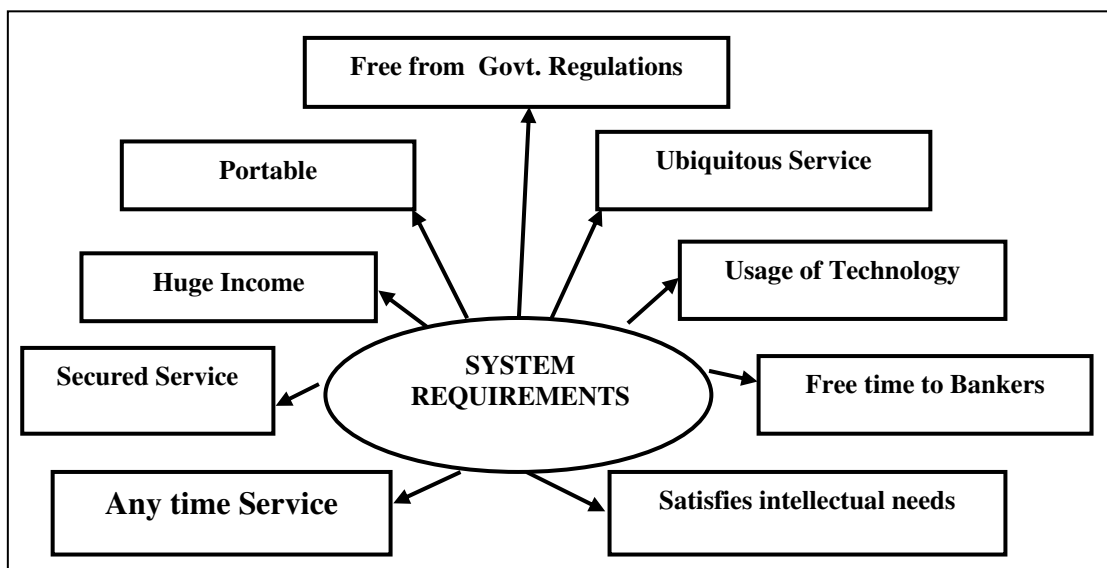 Free from Govt. Regulations
Portable
Ubiquitous Service
Huge Income
Usage of Technology
Secured Service
SYSTEM
REQUIREMENTS
Free time to Bankers
Any time Service
Satisfies intellectual needs